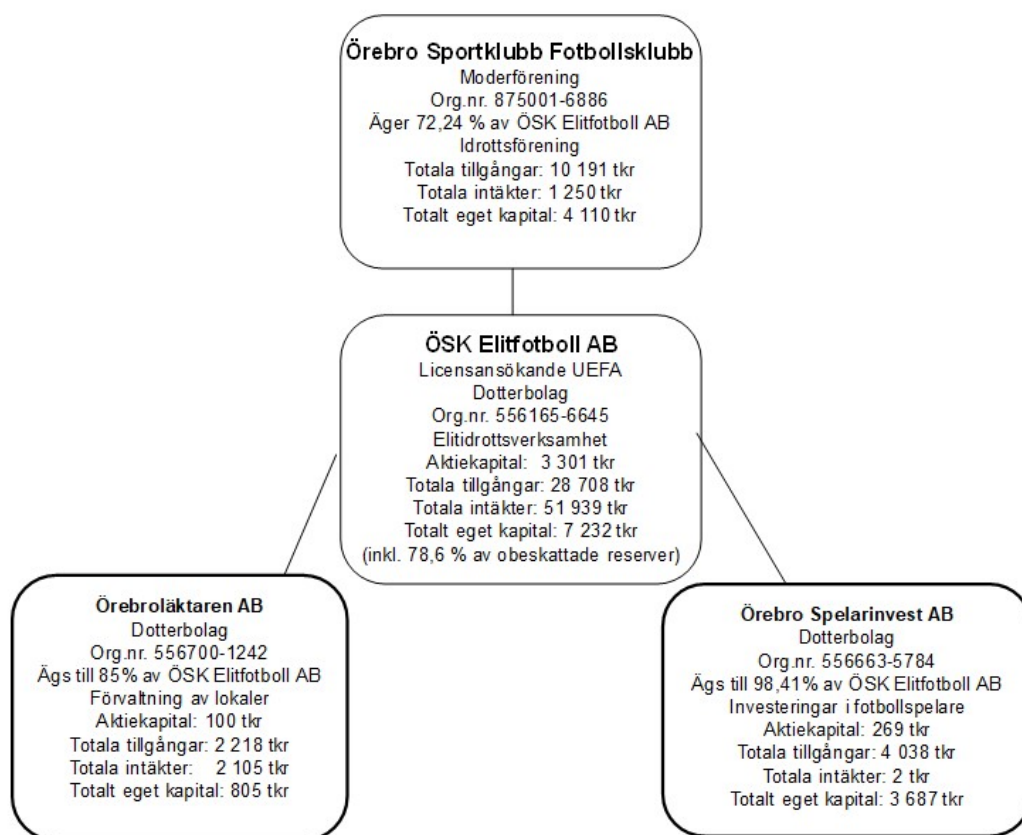 Örebro Sportklubb Fotbollsklubb
Moderförening
Org.nr. 875001-6886
Äger 72,24 % av ÖSK Elitfotboll AB
Idrottsförening
Totala tillgångar: 10 191 tkr
Totala intäkter: 1 250 tkr
Totalt eget kapital: 4 110 tkr
ÖSK Elitfotboll AB
Licensansökande UEFA
Dotterbolag
Org.nr. 556165-6645
Elitidrottsverksamhet
Aktiekapital: 3 301 tkr
Totala tillgångar: 28 708 tkr
Totala intäkter: 51 939 tkr
Totalt eget kapital: 7 232 tkr
(inkl. 78,6 % av obeskattade reserver)
Örebroläktaren AB
Dotterbolag
Org.nr. 556700-1242
Ägs till 85% av ÖSK Elitfotboll AB
Förvaltning av lokaler
Aktiekapital: 100 tkr
Totala tillgångar: 2 218 tkr
Totala intäkter: 2 105 tkr
Totalt eget kapital: 805 tkr
Örebro Spelarinvest AB
Dotterbolag
Org.nr. 556663-5784
Ägs till 98,41% av ÖSK Elitfotboll AB
Investeringar i fotbollspelare
Aktiekapital: 269 tkr
Totala tillgångar: 4 038 tkr
Totala intäkter: 2 tkr
Totalt eget kapital: 3 687 tkr